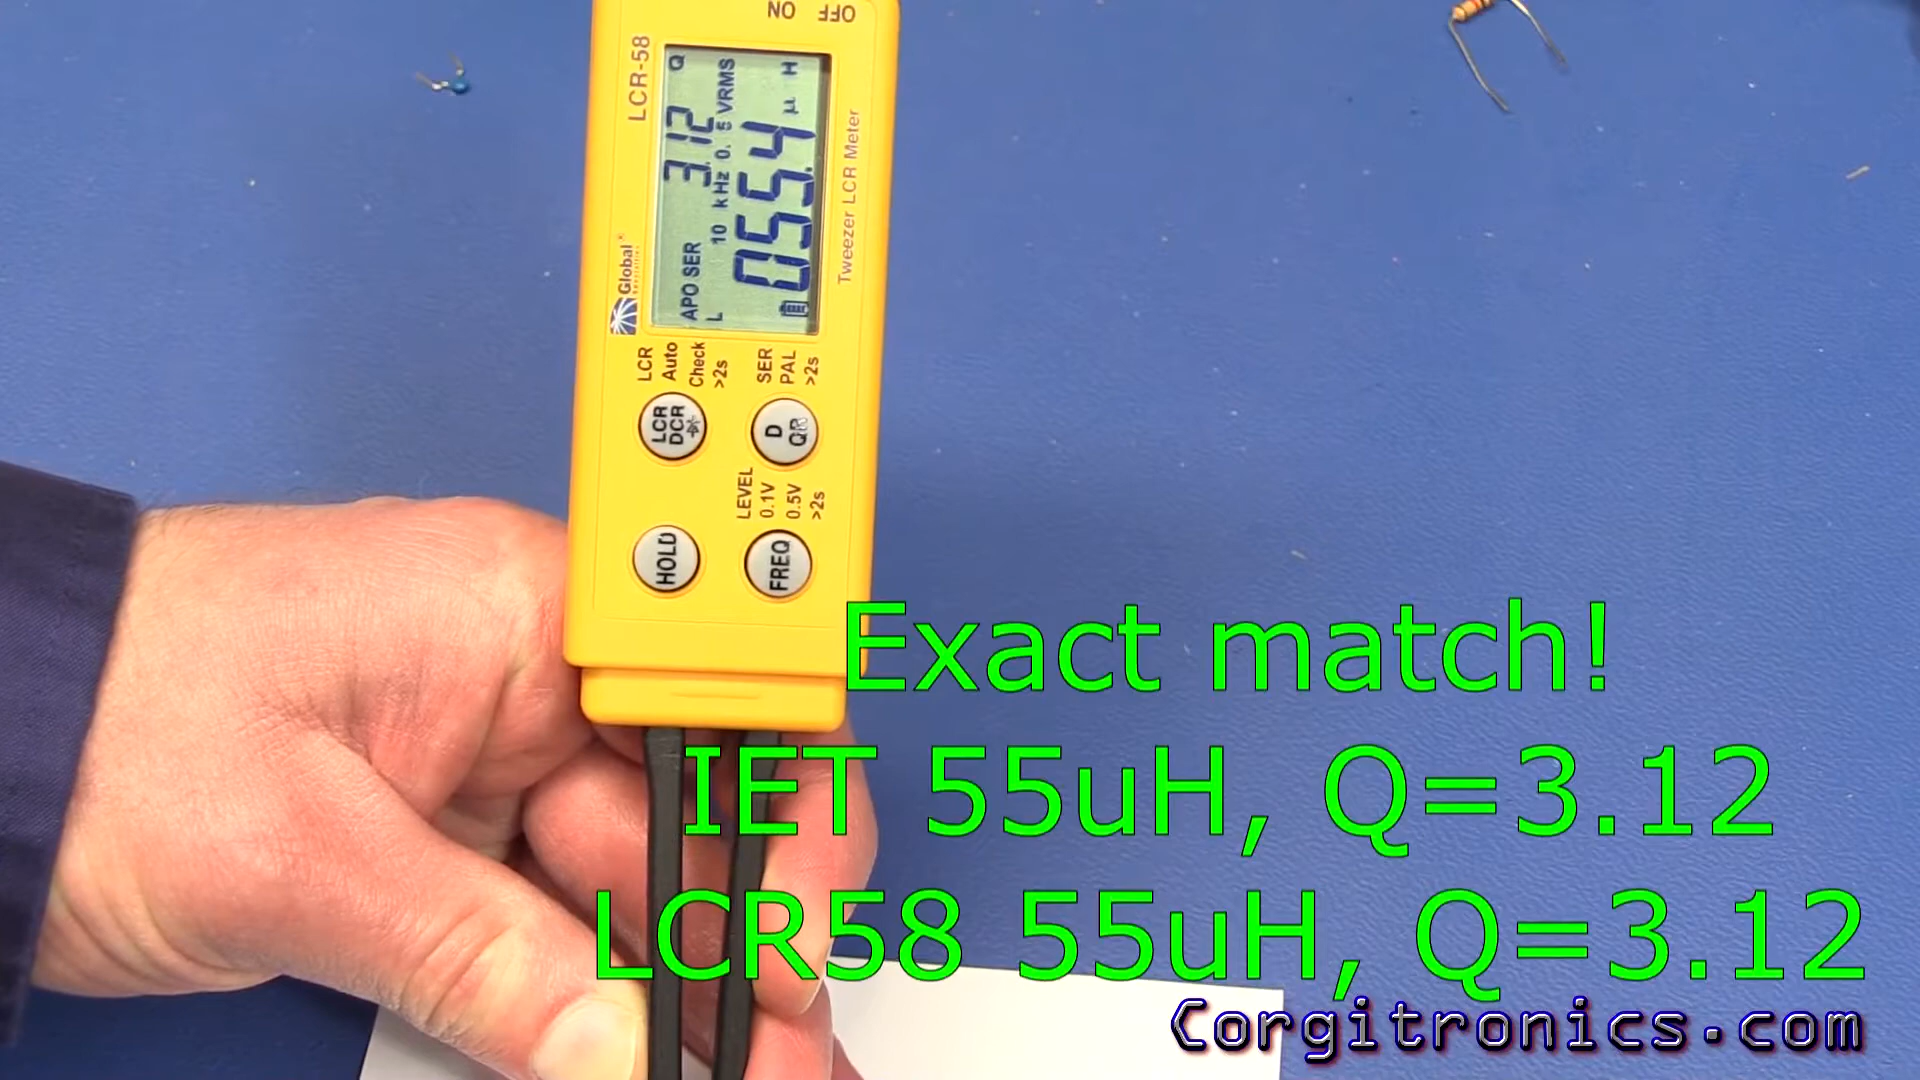 OFF
ON
LCR-58
Q
3.12
APO SER
L 10 kHz 0.5 VRMS
055.4 μ H
Global
Tweezer LCR Meter
LCR
Auto
Check
>2s
SER
PAL
>2s
LCR
DCR
D
QR
LEVEL
0.1V
0.5V
>2s
HOLD
FREQ
Exact match!
IET 55uH, Q=3.12
LCR58 55uH, Q=3.12
Corgitronics.com